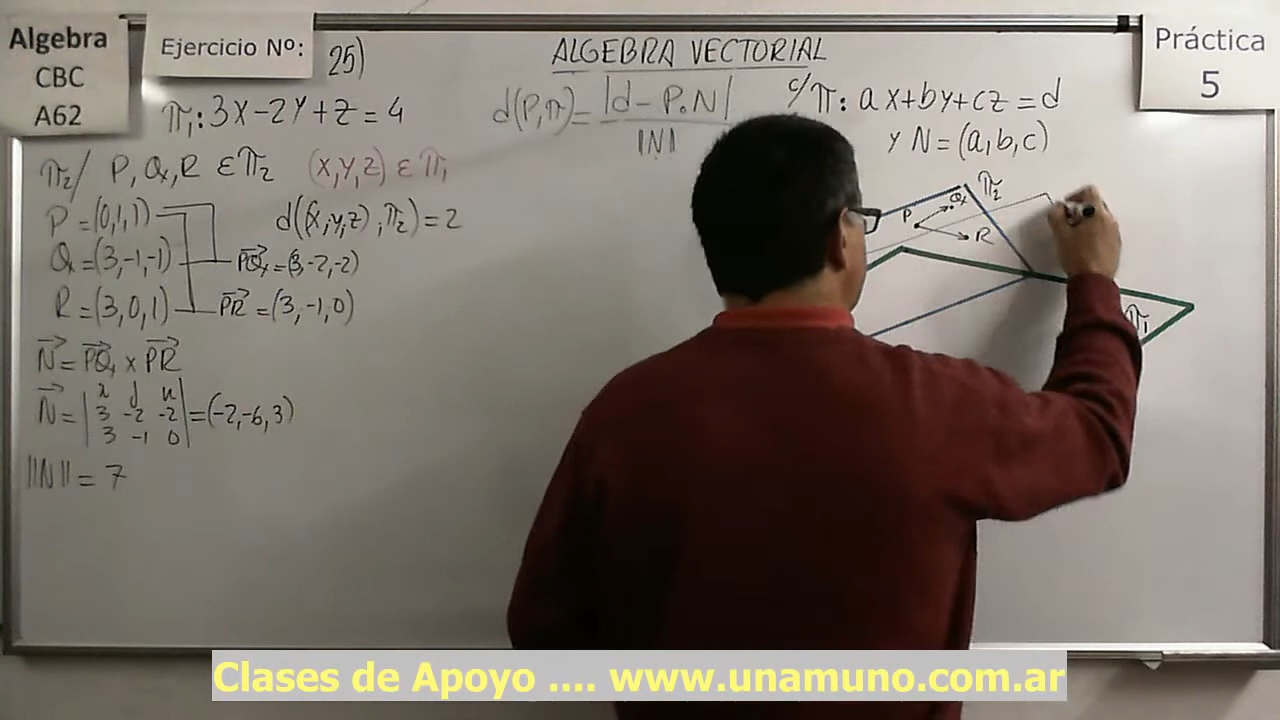 Algebra
CBC
A62
Ejercicio Nº:
25)
ALGEBRA VECTORIAL
Práctica
5
π₁: 3x-2y+z=4
d(P,π)= |d-P•N| / ‖N‖
c/π: ax+by+cz=d
y N=(a,b,c)
π₂/ P,Q,R ∈ π₂ (x,y,z) ∈ π₁
P=(0,1,1)
d((x,y,z),π₂)=2
Q=(3,-1,-1)
PQ=(3,-2,-2)
R=(3,0,1)
PR=(3,-1,0)
N=PQ x PR
i j k
N= | 3 -2 -2 | =(-2,-6,3)
3 -1 0
‖N‖=7
P
Q
R
π₂
π₁
Clases de Apoyo .... www.unamuno.com.ar